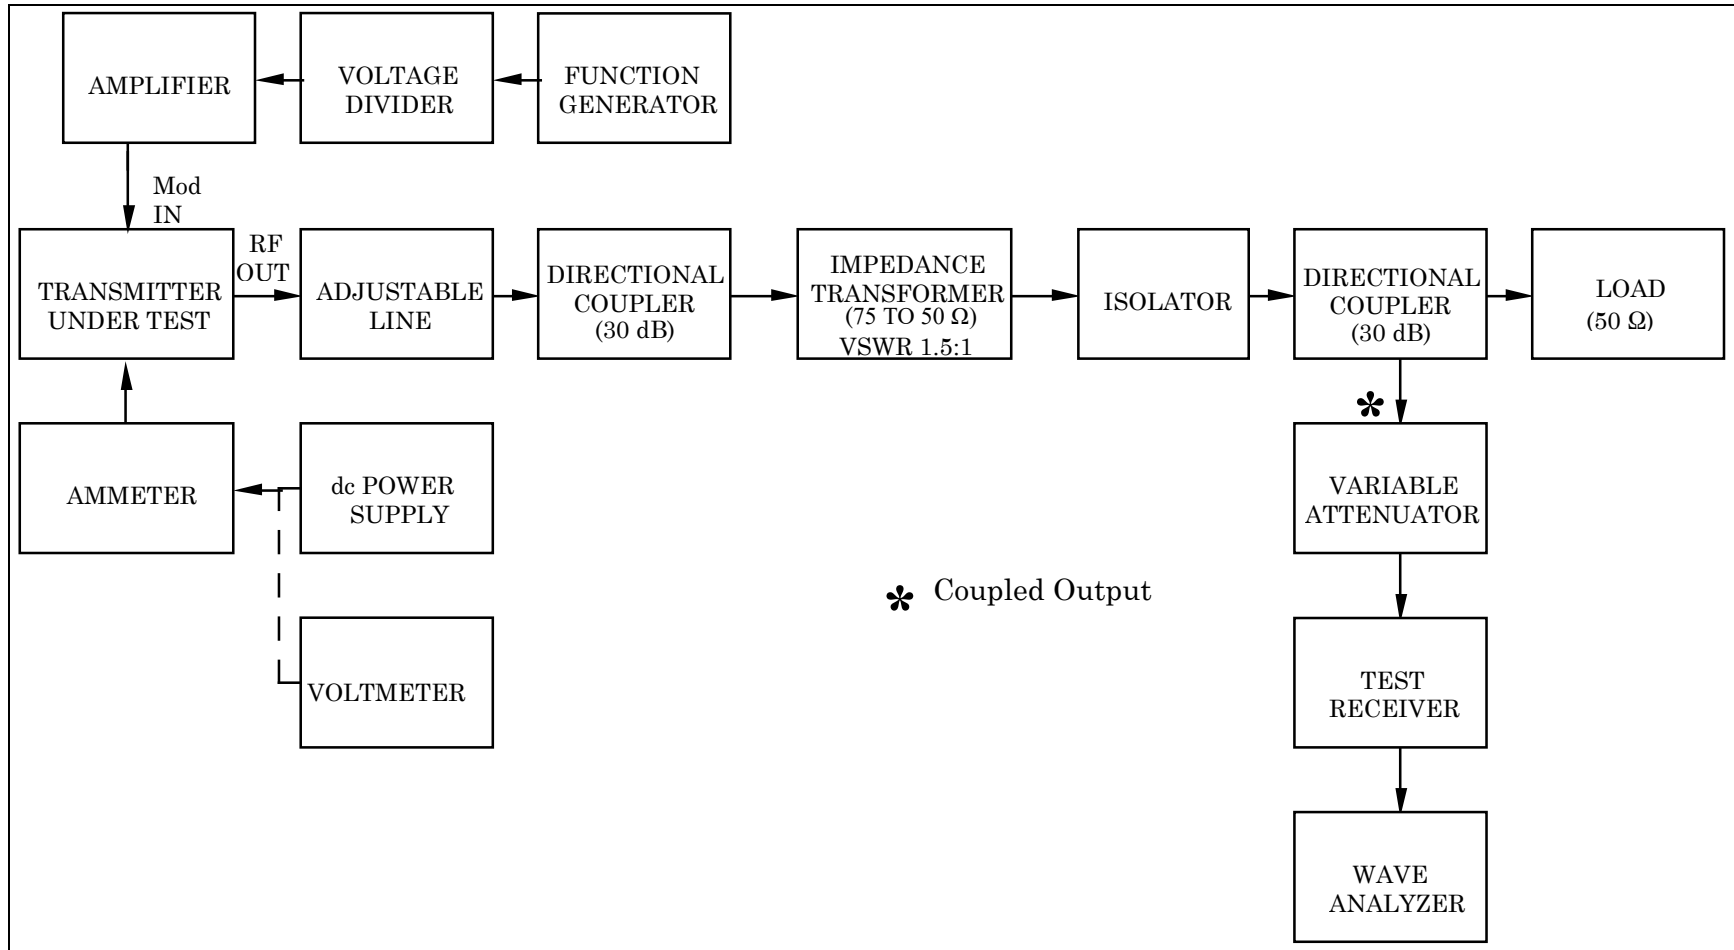 AMPLIFIER
VOLTAGE
DIVIDER
FUNCTION
GENERATOR
Mod
IN
TRANSMITTER
UNDER TEST
RF
OUT
ADJUSTABLE
LINE
DIRECTIONAL
COUPLER
(30 dB)
IMPEDANCE
TRANSFORMER
(75 TO 50 Ω)
VSWR 1.5:1
ISOLATOR
DIRECTIONAL
COUPLER
(30 dB)
LOAD
(50 Ω)
*
AMMETER
dc POWER
SUPPLY
VARIABLE
ATTENUATOR
* Coupled Output
VOLTMETER
TEST
RECEIVER
WAVE
ANALYZER